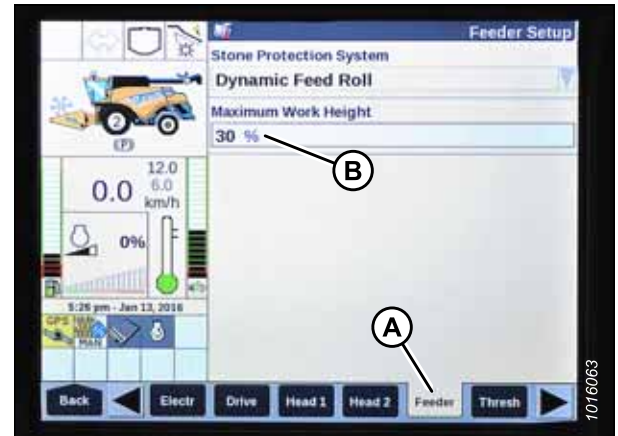 Feeder Setup
Stone Protection System
Dynamic Feed Roll
Maximum Work Height
30 %
B
2
(P)
12.0
0.0 6.0
km/h
0%
F
5:26 pm - Jan 13, 2016
GPS
MAN
A
Back Electr Drive Head 1 Head 2 Feeder Thresh
1016063